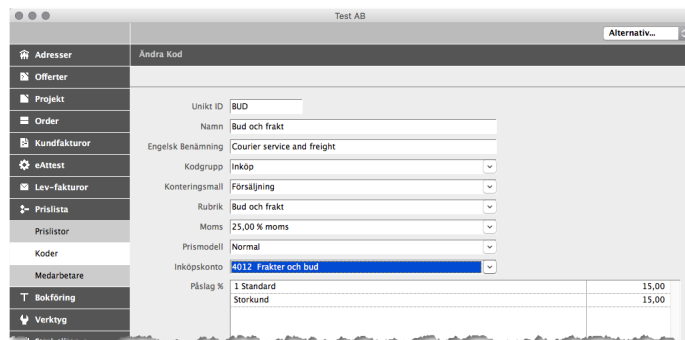 Test AB
Alternativ...
Adresser
Ändra Kod
Offerter
Projekt
Order
Kundfakturor
eAttest
Lev-fakturor
Prislista
Prislistor
Koder
Medarbetare
Bokföring
Verktyg
Unikt ID BUD
Namn Bud och frakt
Engelsk Benämning Courier service and freight
Kodgrupp Inköp
Konteringsmall Försäljning
Rubrik Bud och frakt
Moms 25,00 % moms
Prismodell Normal
Inköpskonto 4012 Frakter och bud
Påslag % 1 Standard 15,00
Storkund 15,00